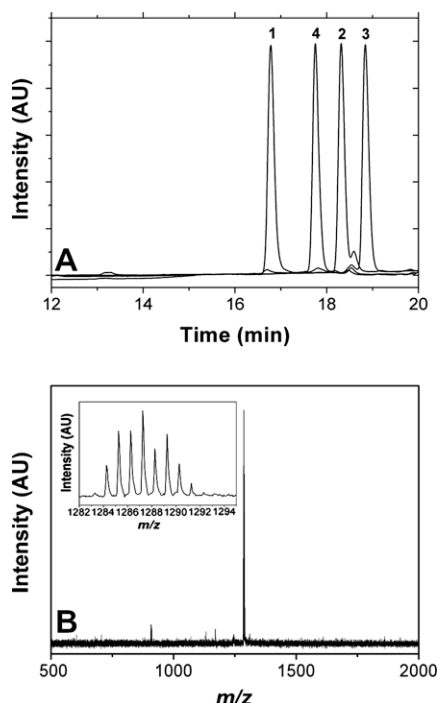 1 4 2 3
Intensity (AU)
A
12 14 16 18 20
Time (min)
Intensity (AU)
Intensity (AU)
1282 1284 1286 1288 1290 1292 1294
m/z
B
500 1000 1500 2000
m/z